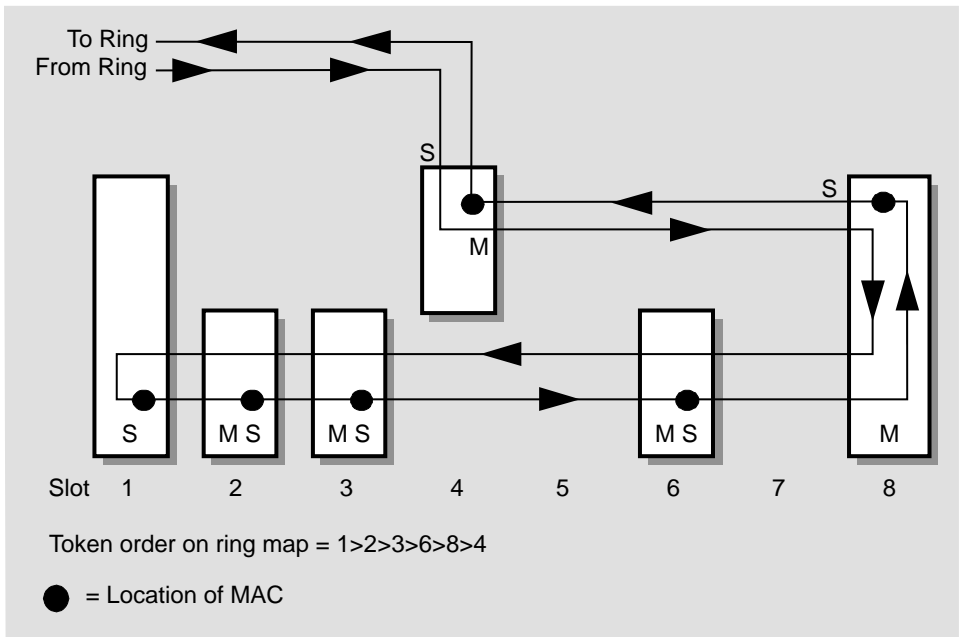 To Ring
From Ring
S
S
M
S
M S
M S
M S
M
Slot 1 2 3 4 5 6 7 8
Token order on ring map = 1>2>3>6>8>4
= Location of MAC